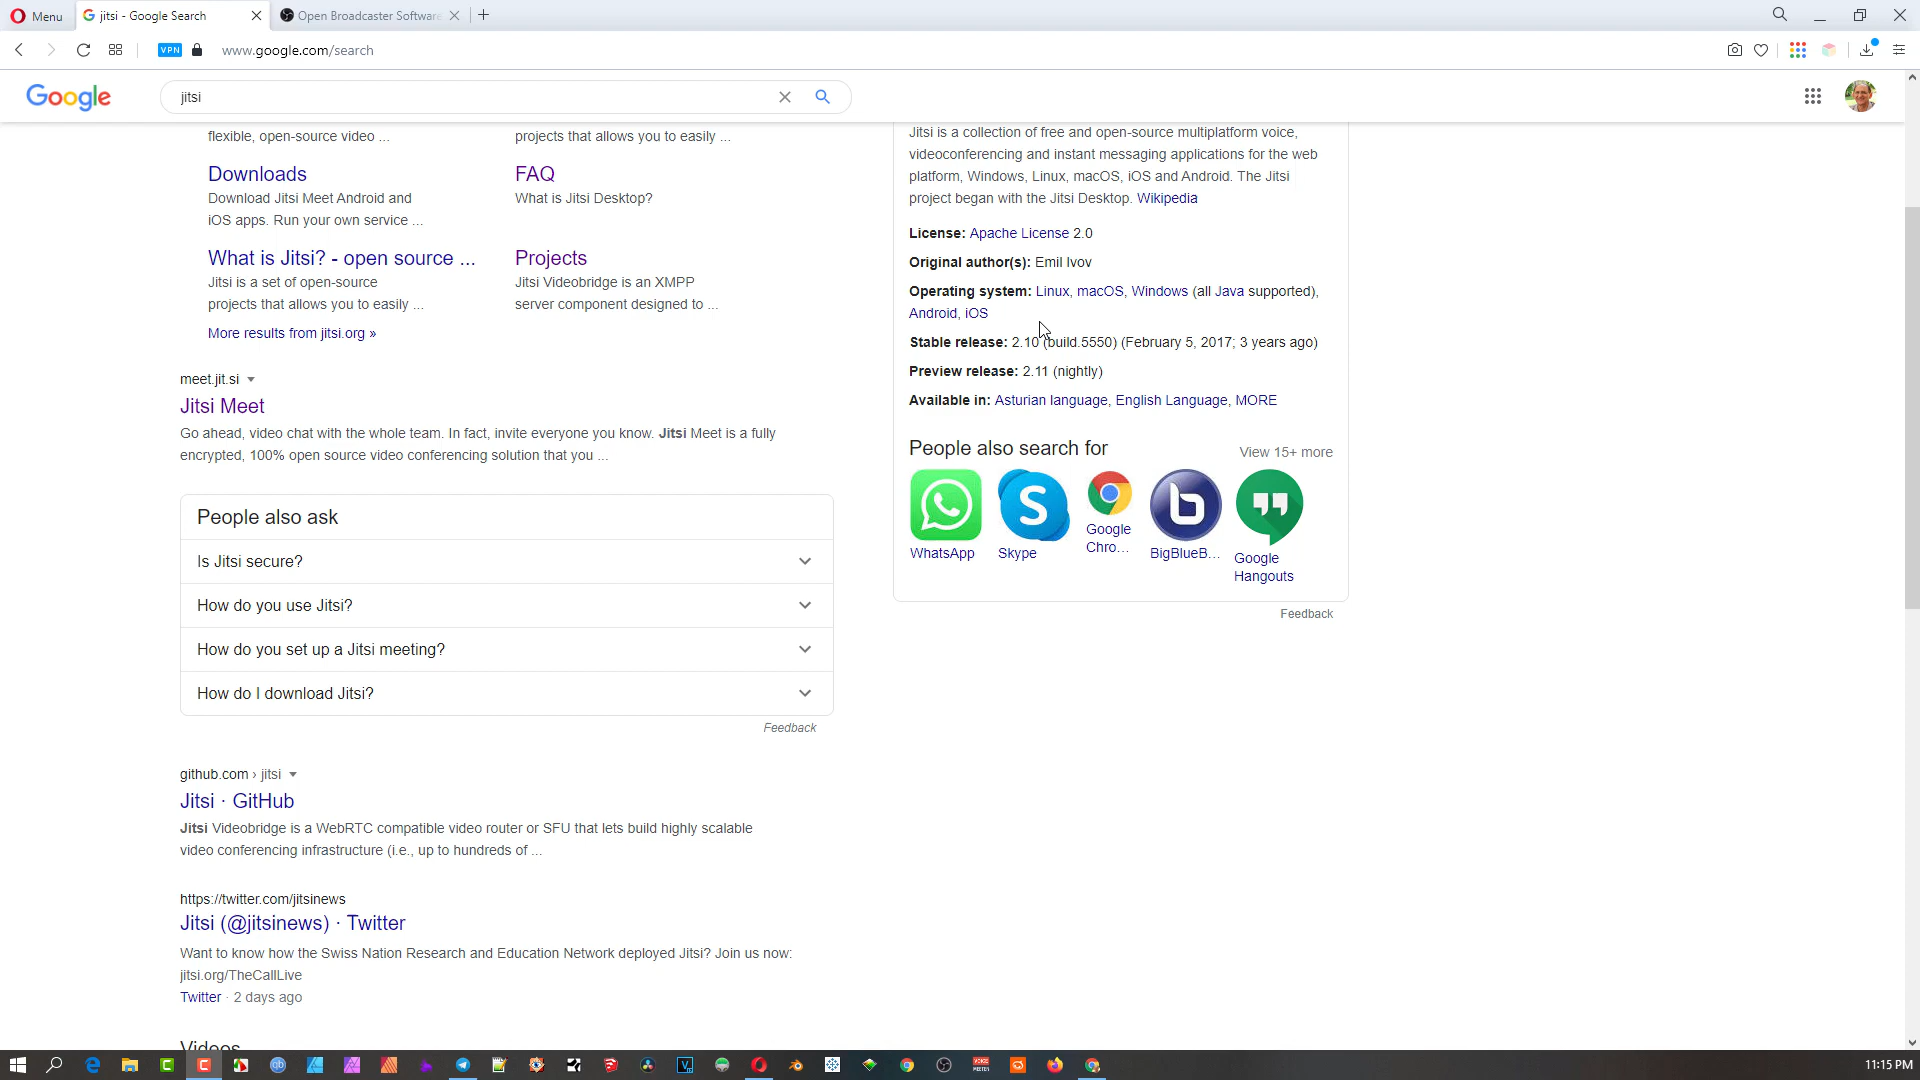 Menu
jitsi - Google Search
Open Broadcaster Software
VPN
www.google.com/search
Google
jitsi
flexible, open-source video ...
projects that allows you to easily ...
Downloads
Download Jitsi Meet Android and
iOS apps. Run your own service ...
FAQ
What is Jitsi Desktop?
What is Jitsi? - open source ...
Jitsi is a set of open-source
projects that allows you to easily ...
Projects
Jitsi Videobridge is an XMPP
server component designed to ...
More results from jitsi.org »
meet.jit.si
Jitsi Meet
Go ahead, video chat with the whole team. In fact, invite everyone you know. Jitsi Meet is a fully
encrypted, 100% open source video conferencing solution that you ...
People also ask
Is Jitsi secure?
How do you use Jitsi?
How do you set up a Jitsi meeting?
How do I download Jitsi?
Feedback
github.com › jitsi
Jitsi · GitHub
Jitsi Videobridge is a WebRTC compatible video router or SFU that lets build highly scalable
video conferencing infrastructure (i.e., up to hundreds of ...
https://twitter.com/jitsinews
Jitsi (@jitsinews) · Twitter
Want to know how the Swiss Nation Research and Education Network deployed Jitsi? Join us now:
jitsi.org/TheCallLive
Twitter · 2 days ago
Videos
Jitsi is a collection of free and open-source multiplatform voice,
videoconferencing and instant messaging applications for the web
platform, Windows, Linux, macOS, iOS and Android. The Jitsi
project began with the Jitsi Desktop. Wikipedia
License: Apache License 2.0
Original author(s): Emil Ivov
Operating system: Linux, macOS, Windows (all Java supported),
Android, iOS
Stable release: 2.10 (build.5550) (February 5, 2017; 3 years ago)
Preview release: 2.11 (nightly)
Available in: Asturian language, English Language, MORE
People also search for
View 15+ more
WhatsApp
Skype
Google
Chro...
BigBlueB...
Google
Hangouts
Feedback
11:15 PM